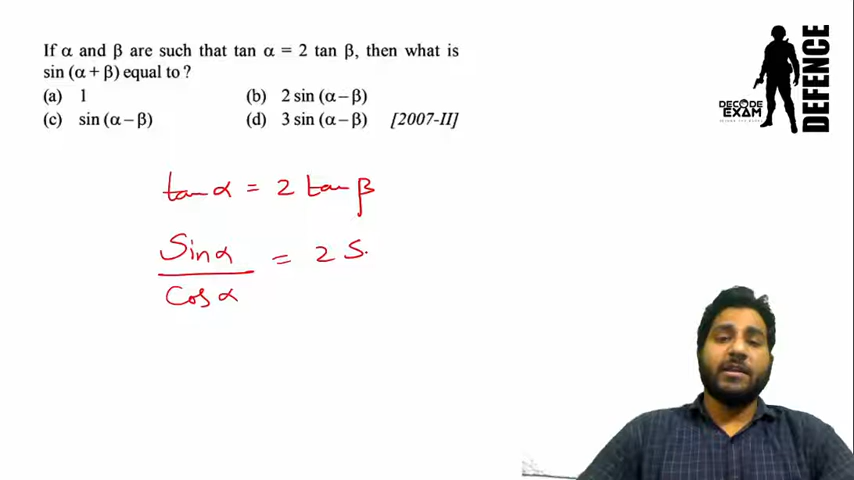 If α and β are such that tan α = 2 tan β, then what is
sin (α + β) equal to ?
(a) 1
(b) 2 sin (α – β)
(c) sin (α – β)
(d) 3 sin (α – β) [2007-II]
tan α = 2 tan β
Sin α / Cos α = 2 S
DECODE
EXAM
DEFENCE